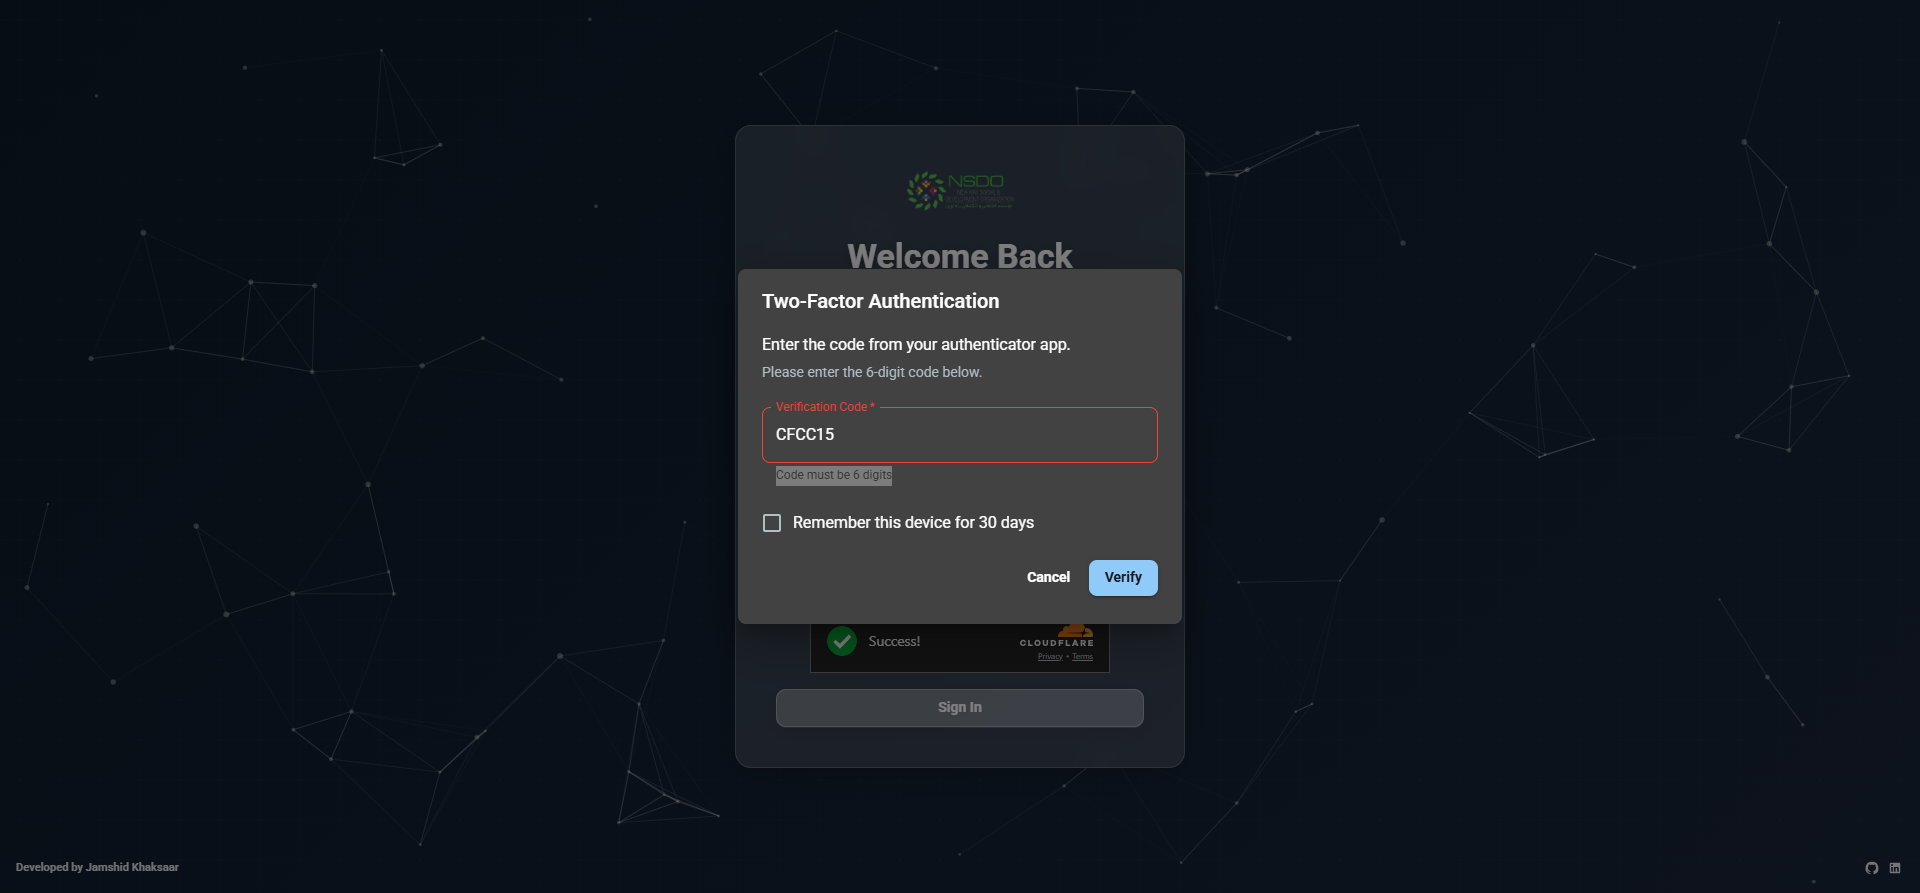 NSDO
Welcome Back
Two-Factor Authentication
Enter the code from your authenticator app.
Please enter the 6-digit code below.
Verification Code *
CFCC15
Code must be 6 digits
Remember this device for 30 days
Cancel
Verify
Success!
CLOUDFLARE
Privacy • Terms
Sign In
Developed by Jamshid Khaksaar